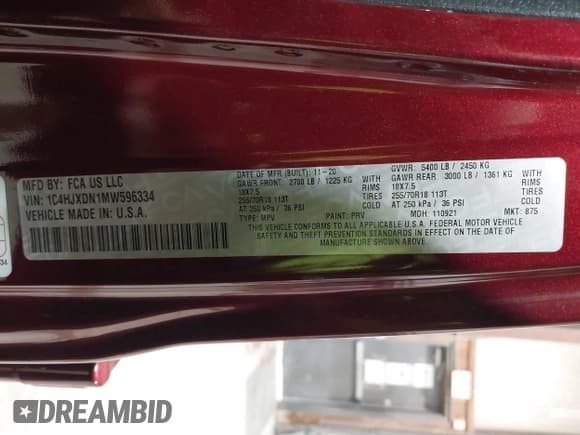 MFD BY: FCA US LLC
VIN: 1C4HJXDN1MW596334
VEHICLE MADE IN U.S.A.
DATE OF MFR (BUILT): 11-20
GAWR FRONT: 2700 LB / 1225 KG
18X7.5
255/70R18 113T
AT 250 kPa / 36 PSI
TYPE: MPV
RIMS
TIRES
COLD
PAINT: PRV
GVWR: 5400 LB / 2450 KG
GAWR REAR: 3000 LB / 1361 KG
18X7.5
255/70R18 113T
AT 250 kPa / 36 PSI
MDH: 110921
RIMS
TIRES
COLD
MKT: 875
THIS VEHICLE CONFORMS TO ALL APPLICABLE U.S.A. FEDERAL MOTOR VEHICLE
SAFETY AND THEFT PREVENTION STANDARDS IN EFFECT ON THE DATE OF
MANUFACTURE SHOWN ABOVE.
34
DREAMBID